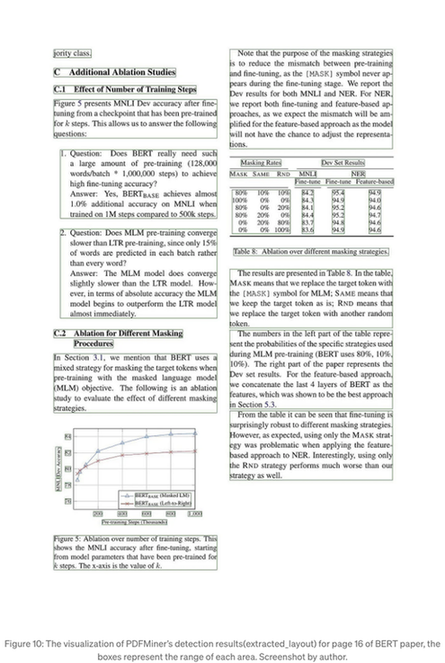 jority class.
C Additional Ablation Studies
C.1 Effect of Number of Training Steps
Figure 5 presents MNLI Dev accuracy after fine-
tuning from a checkpoint that has been pre-trained
for k steps. This allows us to answer the following
questions:
1. Question: Does BERT really need such
a large amount of pre-training (128,000
words/batch * 1,000,000 steps) to achieve
high fine-tuning accuracy?
Answer: Yes, BERTBASE achieves almost
1.0% additional accuracy on MNLI when
trained on 1M steps compared to 500k steps.
2. Question: Does MLM pre-training converge
slower than LTR pre-training, since only 15%
of words are predicted in each batch rather
than every word?
Answer: The MLM model does converge
slightly slower than the LTR model. How-
ever, in terms of absolute accuracy the MLM
model begins to outperform the LTR model
almost immediately.
C.2 Ablation for Different Masking
Procedures
In Section 3.1, we mention that BERT uses a
mixed strategy for masking the target tokens when
pre-training with the masked language model
(MLM) objective. The following is an ablation
study to evaluate the effect of different masking
strategies.
84
82
80
78
76
MNLI Dev Accuracy
200 400 600 800 1,000
Pre-training Steps (Thousands)
BERTBASE (Masked LM)
BERTBASE (Left-to-Right)
Figure 5: Ablation over number of training steps. This
shows the MNLI accuracy after fine-tuning, starting
from model parameters that have been pre-trained for
k steps. The x-axis is the value of k.
Note that the purpose of the masking strategies
is to reduce the mismatch between pre-training
and fine-tuning, as the [MASK] symbol never ap-
pears during the fine-tuning stage. We report the
Dev results for both MNLI and NER. For NER,
we report both fine-tuning and feature-based ap-
proaches, as we expect the mismatch will be am-
plified for the feature-based approach as the model
will not have the chance to adjust the representa-
tions.
Masking Rates Dev Set Results
MASK SAME RND MNLI NER
Fine-tune Fine-tune Feature-based
80% 10% 10% 84.2 95.4 94.9
100% 0% 0% 84.3 94.9 94.0
80% 0% 20% 84.1 95.2 94.6
80% 20% 0% 84.4 95.2 94.7
0% 20% 80% 83.7 94.8 94.6
0% 0% 100% 83.6 94.9 94.6
Table 8: Ablation over different masking strategies.
The results are presented in Table 8. In the table,
MASK means that we replace the target token with
the [MASK] symbol for MLM; SAME means that
we keep the target token as is; RND means that
we replace the target token with another random
token.
The numbers in the left part of the table repre-
sent the probabilities of the specific strategies used
during MLM pre-training (BERT uses 80%, 10%,
10%). The right part of the paper represents the
Dev set results. For the feature-based approach,
we concatenate the last 4 layers of BERT as the
features, which was shown to be the best approach
in Section 5.3.
From the table it can be seen that fine-tuning is
surprisingly robust to different masking strategies.
However, as expected, using only the MASK strat-
egy was problematic when applying the feature-
based approach to NER. Interestingly, using only
the RND strategy performs much worse than our
strategy as well.
Figure 10: The visualization of PDFMiner's detection results(extracted_layout) for page 16 of BERT paper, the
boxes represent the range of each area. Screenshot by author.